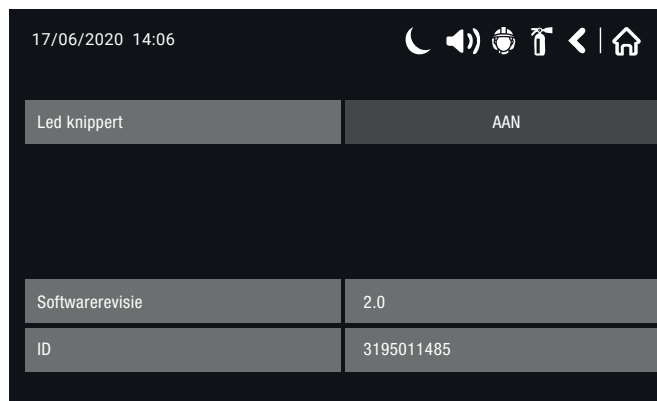 17/06/2020 14:06
Led knippert AAN
Softwarerevisie 2.0
ID 3195011485